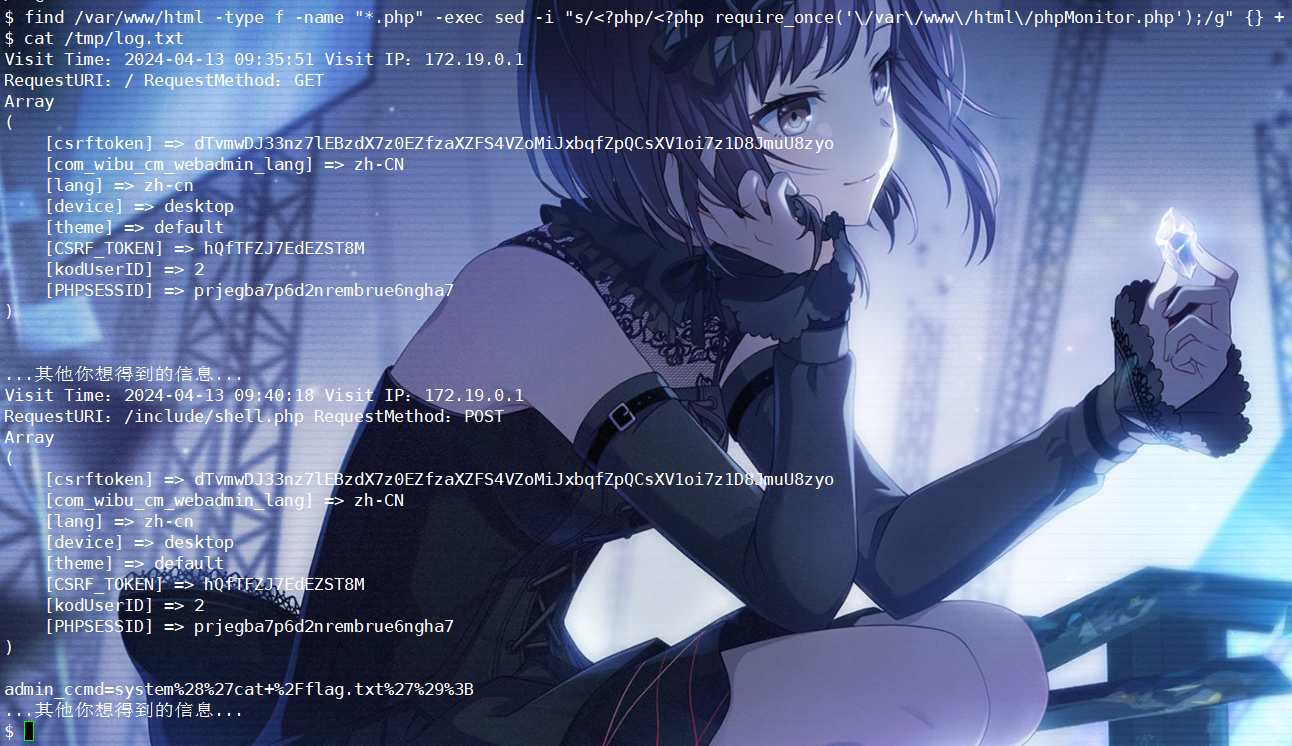 $ find /var/www/html -type f -name "*.php" -exec sed -i "s/<?php/<?php require_once('\/var\/www\/html\/phpMonitor.php');/g" {} +
$ cat /tmp/log.txt
Visit Time: 2024-04-13 09:35:51 Visit IP: 172.19.0.1
RequestURI: / RequestMethod: GET
Array
(
    [csrftoken] => dTvmwDJ33nz7lEBzdX7z0EZfzaXZFS4VZoMiJxbqfZpQCsXV1oi7z1D8JmuU8zyo
    [com_wibu_cm_webadmin_lang] => zh-CN
    [lang] => zh-cn
    [device] => desktop
    [theme] => default
    [CSRF_TOKEN] => hQfTFZJ7EdEZST8M
    [kodUserID] => 2
    [PHPSESSID] => prjegba7p6d2nrembrue6ngha7
)
...其他你想得到的信息...
Visit Time: 2024-04-13 09:40:18 Visit IP: 172.19.0.1
RequestURI: /include/shell.php RequestMethod: POST
Array
(
    [csrftoken] => dTvmwDJ33nz7lEBzdX7z0EZfzaXZFS4VZoMiJxbqfZpQCsXV1oi7z1D8JmuU8zyo
    [com_wibu_cm_webadmin_lang] => zh-CN
    [lang] => zh-cn
    [device] => desktop
    [theme] => default
    [CSRF_TOKEN] => hQfTFZJ7EdEZST8M
    [kodUserID] => 2
    [PHPSESSID] => prjegba7p6d2nrembrue6ngha7
)
admin_ccmd=system%28%27cat+%2Fflag.txt%27%29%3B
...其他你想得到的信息...
$